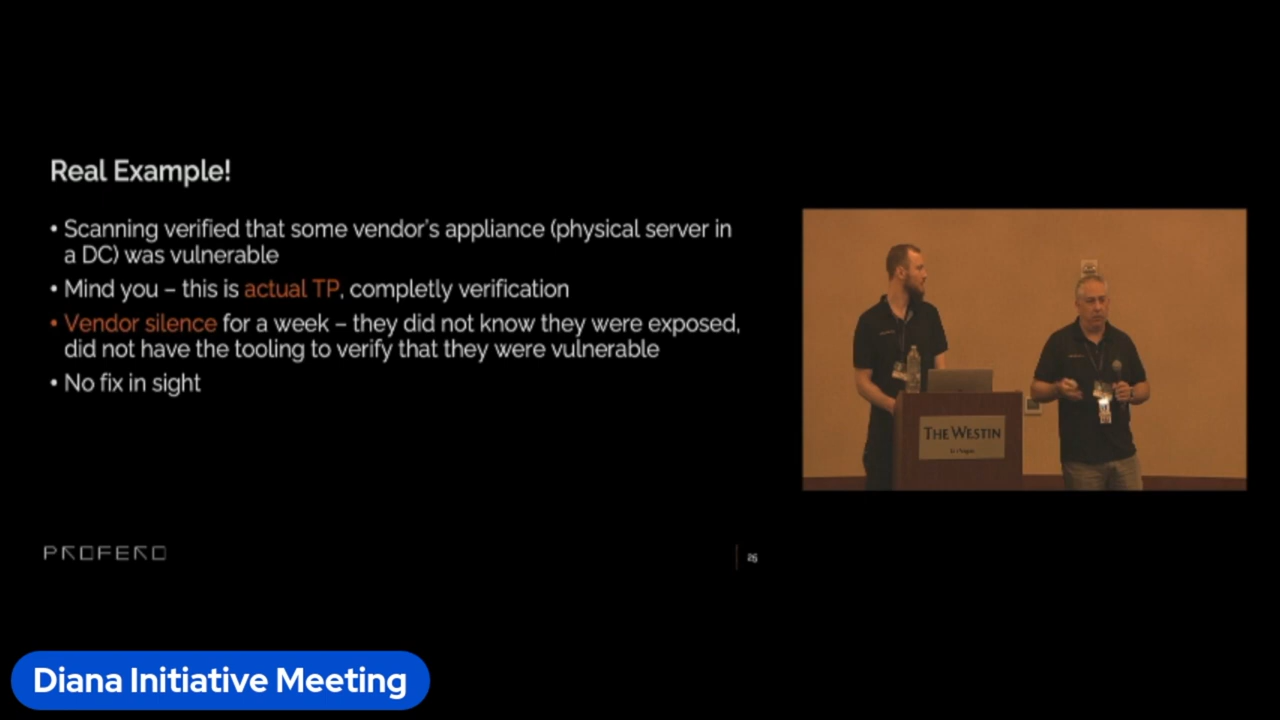 Real Example!
• Scanning verified that some vendor's appliance (physical server in
a DC) was vulnerable
• Mind you – this is actual TP, completly verification
• Vendor silence for a week – they did not know they were exposed,
did not have the tooling to verify that they were vulnerable
• No fix in sight
THE WESTIN
PROFERO
25
Diana Initiative Meeting